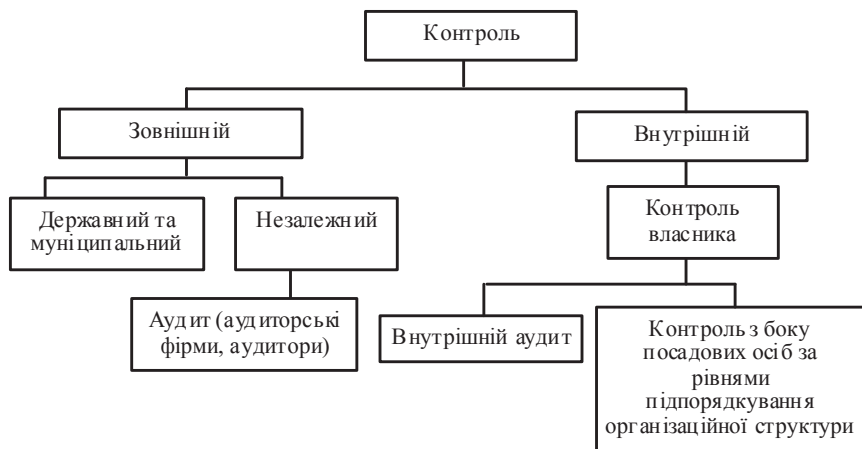 Контроль
Зовнішній
Внутрішній
Державний та
муніципальний
Незалежний
Контроль
власника
Аудит (аудиторські
фірми, аудитори)
Внутрішній аудит
Контроль з боку
посадових осіб за
рівнями
підпорядкування
організаційної структури